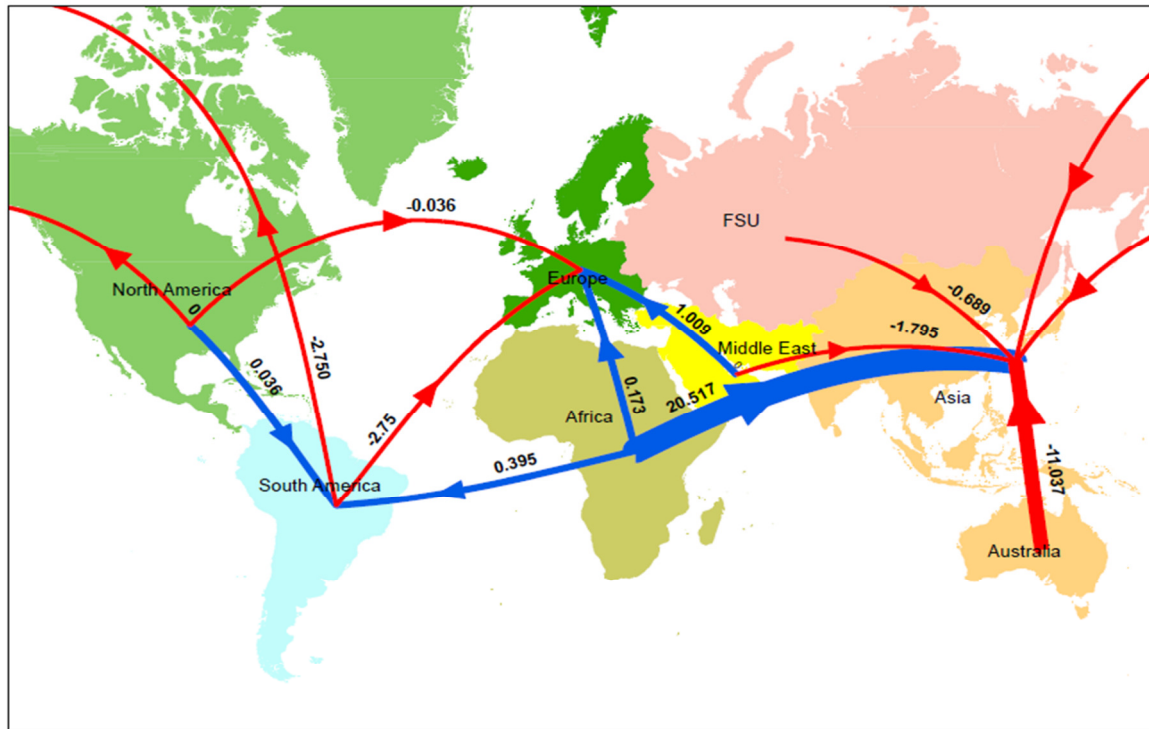 -0.036
FSU
North America
Europe
0
-0.689
1.009
-1.795
Middle East
0
0.036
-2.750
-2.75
0.173
20.517
Africa
Asia
0.395
South America
-11.037
Australia